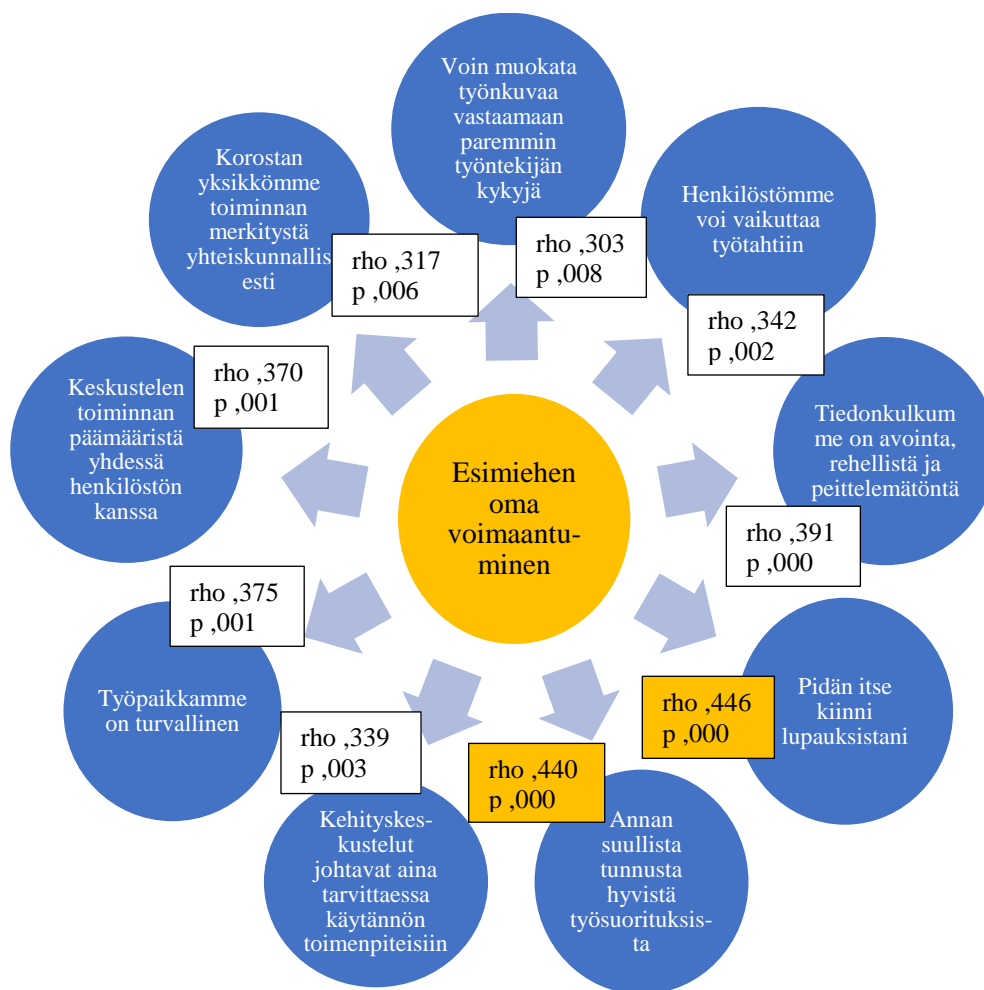 Voin muokata
työnkuvaa
vastaamaan
paremmin
työntekijän
kykyjä
rho ,303
p ,008
Henkilöstömme
voi vaikuttaa
työtahtiin
rho ,342
p ,002
Tiedonkulkum
me on avointa,
rehellistä ja
peittelemätöntä
rho ,391
p ,000
Pidän itse
kiinni
lupauksistani
rho ,446
p ,000
Annan
suullista
tunnusta
hyvistä
työsuorituksis-
ta
rho ,440
p ,000
Kehityskes-
kustelut
johtavat aina
tarvittaessa
käytännön
toimenpiteisiin
rho ,339
p ,003
Työpaikkamme
on turvallinen
rho ,375
p ,001
Keskustelen
toiminnan
päämääristä
yhdessä
henkilöstön
kanssa
rho ,370
p ,001
Korostan
yksikkömme
toiminnan
merkitystä
yhteiskunnallis
esti
rho ,317
p ,006
Esimiehen
oma
voimaantu-
minen